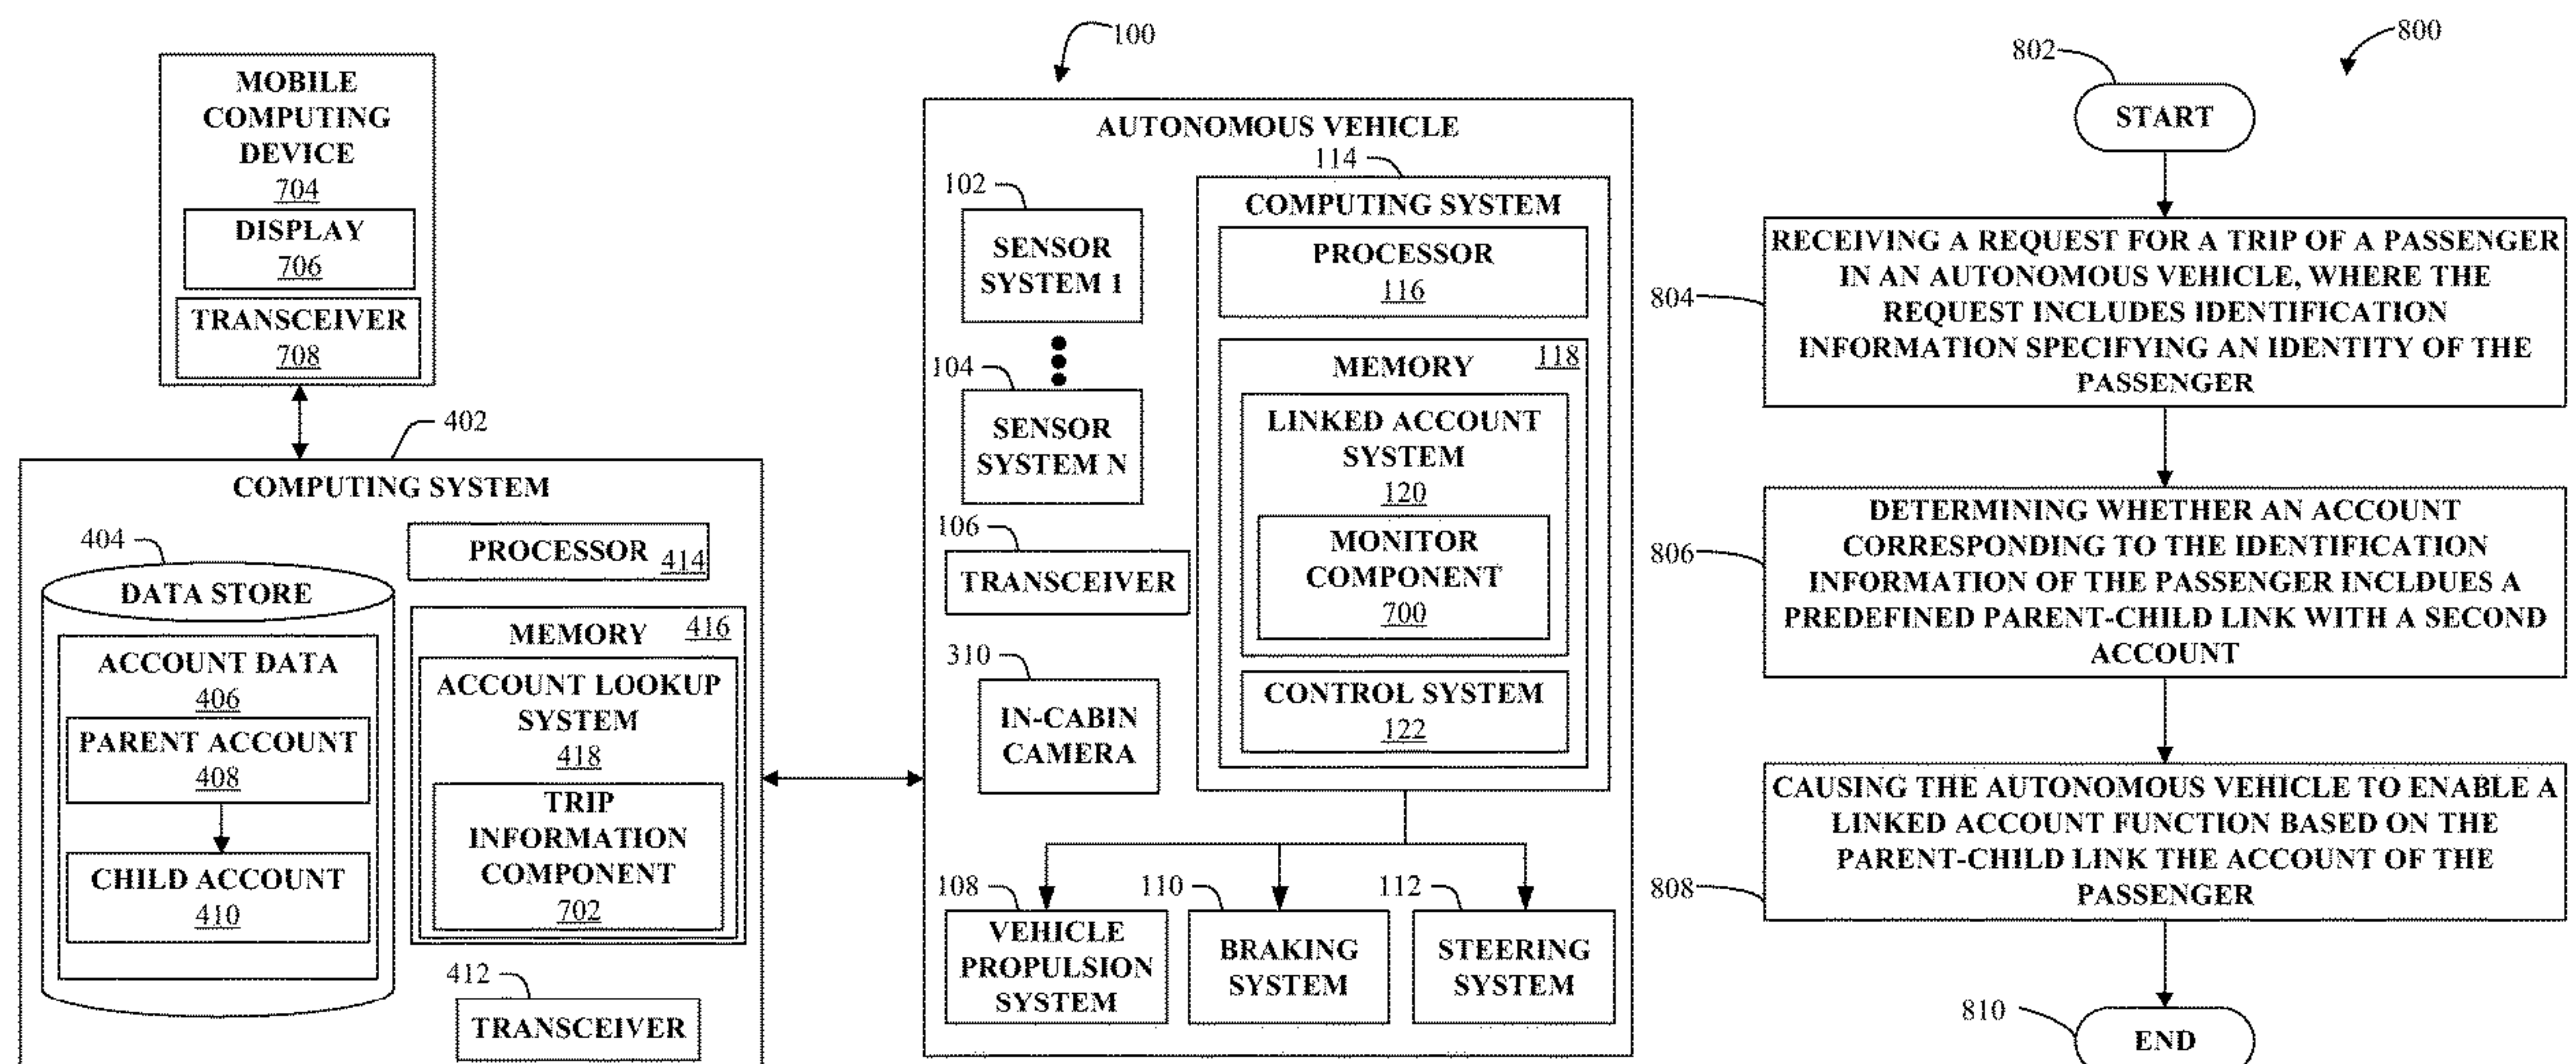 MOBILE
COMPUTING
DEVICE
704
DISPLAY
706
TRANSCEIVER
708
402
COMPUTING SYSTEM
404
DATA STORE
ACCOUNT DATA
406
PARENT ACCOUNT
408
CHILD ACCOUNT
410
PROCESSOR 414
MEMORY 416
ACCOUNT LOOKUP
SYSTEM
418
TRIP
INFORMATION
COMPONENT
702
412
TRANSCEIVER
100
AUTONOMOUS VEHICLE
102
SENSOR
SYSTEM 1
104
SENSOR
SYSTEM N
106
TRANSCEIVER
310
IN-CABIN
CAMERA
114
COMPUTING SYSTEM
PROCESSOR
116
MEMORY 118
LINKED ACCOUNT
SYSTEM
120
MONITOR
COMPONENT
700
CONTROL SYSTEM
122
108
VEHICLE
PROPULSION
SYSTEM
110
BRAKING
SYSTEM
112
STEERING
SYSTEM
800
802
START
804
RECEIVING A REQUEST FOR A TRIP OF A PASSENGER
IN AN AUTONOMOUS VEHICLE, WHERE THE
REQUEST INCLUDES IDENTIFICATION
INFORMATION SPECIFYING AN IDENTITY OF THE
PASSENGER
806
DETERMINING WHETHER AN ACCOUNT
CORRESPONDING TO THE IDENTIFICATION
INFORMATION OF THE PASSENGER INCLDUES A
PREDEFINED PARENT-CHILD LINK WITH A SECOND
ACCOUNT
808
CAUSING THE AUTONOMOUS VEHICLE TO ENABLE A
LINKED ACCOUNT FUNCTION BASED ON THE
PARENT-CHILD LINK THE ACCOUNT OF THE
PASSENGER
810
END